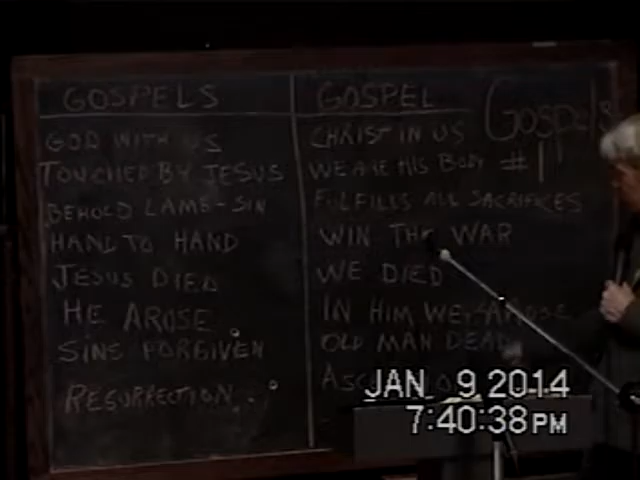 GOSPELS
GOD WITH US
TOUCHED BY JESUS
BEHOLD LAMB-SIN
HAND TO HAND
JESUS DIED
HE AROSE
SINS FORGIVEN
RESURRECTION
GOSPEL
CHRIST IN US
WE ARE HIS BODY
FULFILLS ALL SACRIFICES
WIN THE WAR
WE DIED
IN HIM WE AROSE
OLD MAN DEAD
Gospels
#1
JAN 9 2014
7:40:38PM